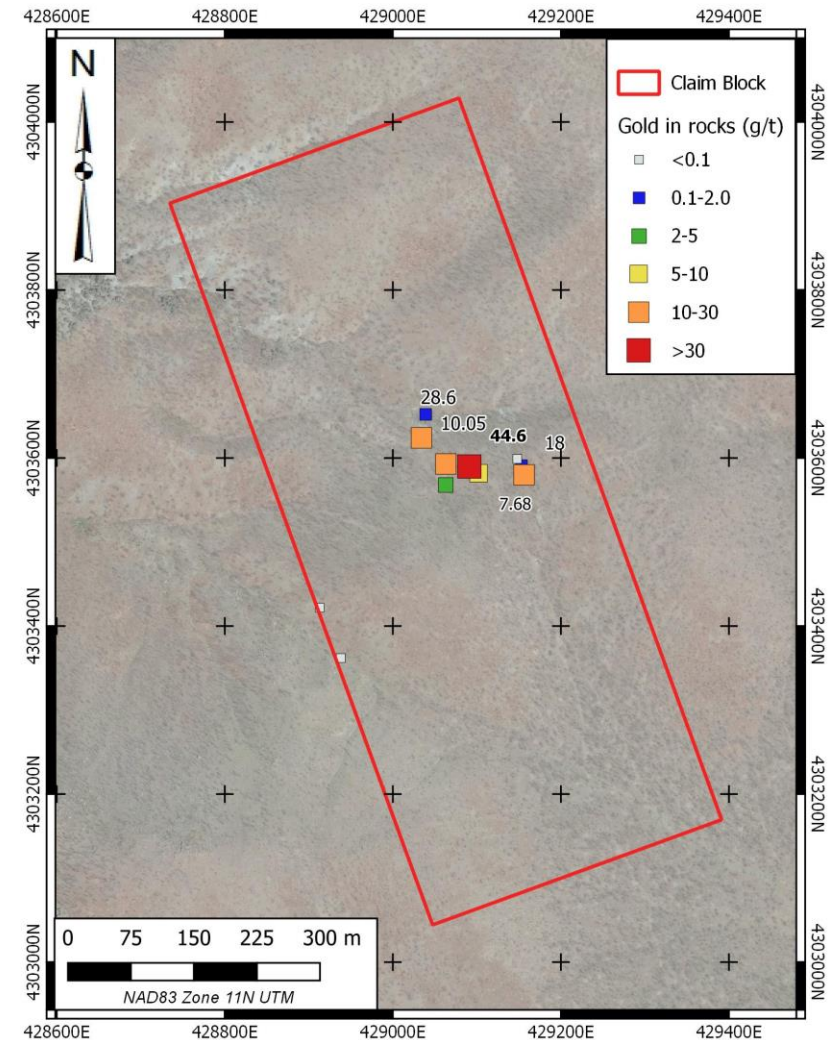 428600E 428800E 429000E 429200E 429400E
N
Claim Block
Gold in rocks (g/t)
<0.1
0.1-2.0
2-5
5-10
10-30
>30
4304000N 4304000N
4303800N 4303800N
28.6
10.05
44.6
18
4303600N 4303600N
7.68
4303400N 4303400N
4303200N 4303200N
0 75 150 225 300 m
NAD83 Zone 11N UTM
4303000N 4303000N
428600E 428800E 429000E 429200E 429400E